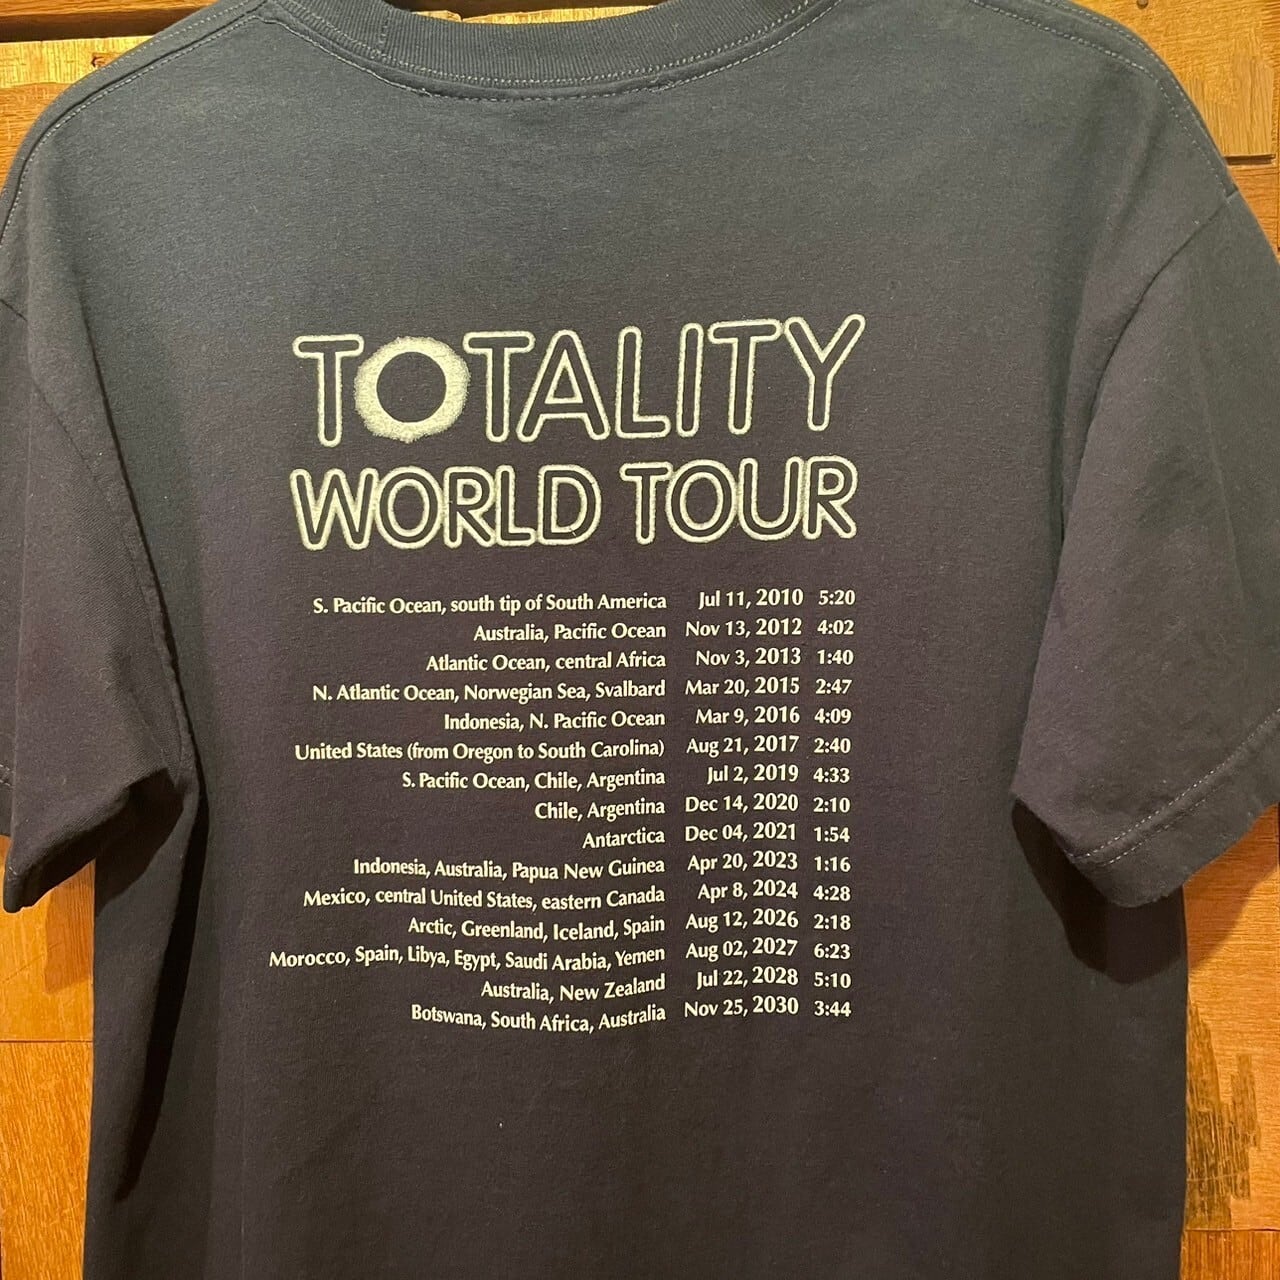 TOTALITY
WORLD TOUR
S. Pacific Ocean, south tip of South America Jul 11, 2010 5:20
Australia, Pacific Ocean Nov 13, 2012 4:02
Atlantic Ocean, central Africa Nov 3, 2013 1:40
N. Atlantic Ocean, Norwegian Sea, Svalbard Mar 20, 2015 2:47
Indonesia, N. Pacific Ocean Mar 9, 2016 4:09
United States (from Oregon to South Carolina) Aug 21, 2017 2:40
S. Pacific Ocean, Chile, Argentina Jul 2, 2019 4:33
Chile, Argentina Dec 14, 2020 2:10
Antarctica Dec 04, 2021 1:54
Indonesia, Australia, Papua New Guinea Apr 20, 2023 1:16
Mexico, central United States, eastern Canada Apr 8, 2024 4:28
Arctic, Greenland, Iceland, Spain Aug 12, 2026 2:18
Morocco, Spain, Libya, Egypt, Saudi Arabia, Yemen Aug 02, 2027 6:23
Australia, New Zealand Jul 22, 2028 5:10
Botswana, South Africa, Australia Nov 25, 2030 3:44